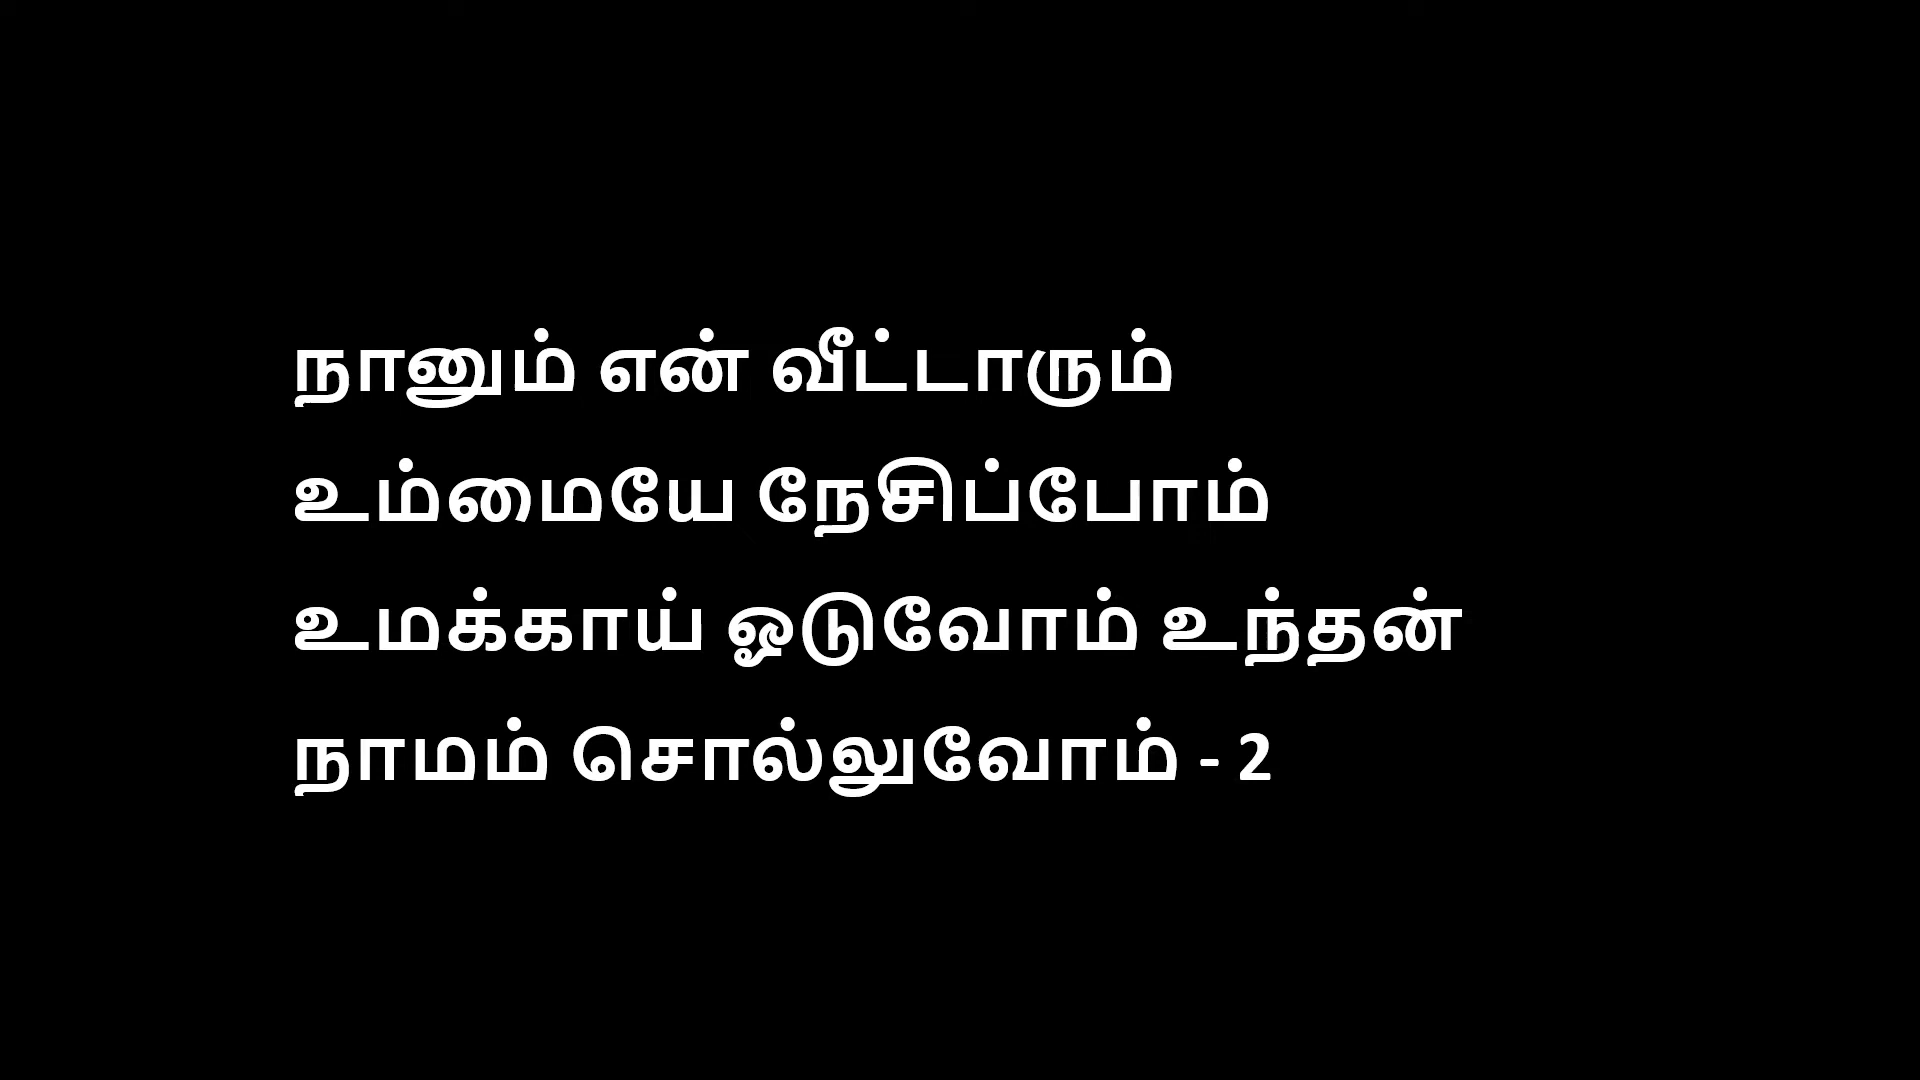 நானும் என் வீட்டாரும்
உம்மையே நேசிப்போம்
உமக்காய் ஓடுவோம் உந்தன்
நாமம் சொல்லுவோம் - 2